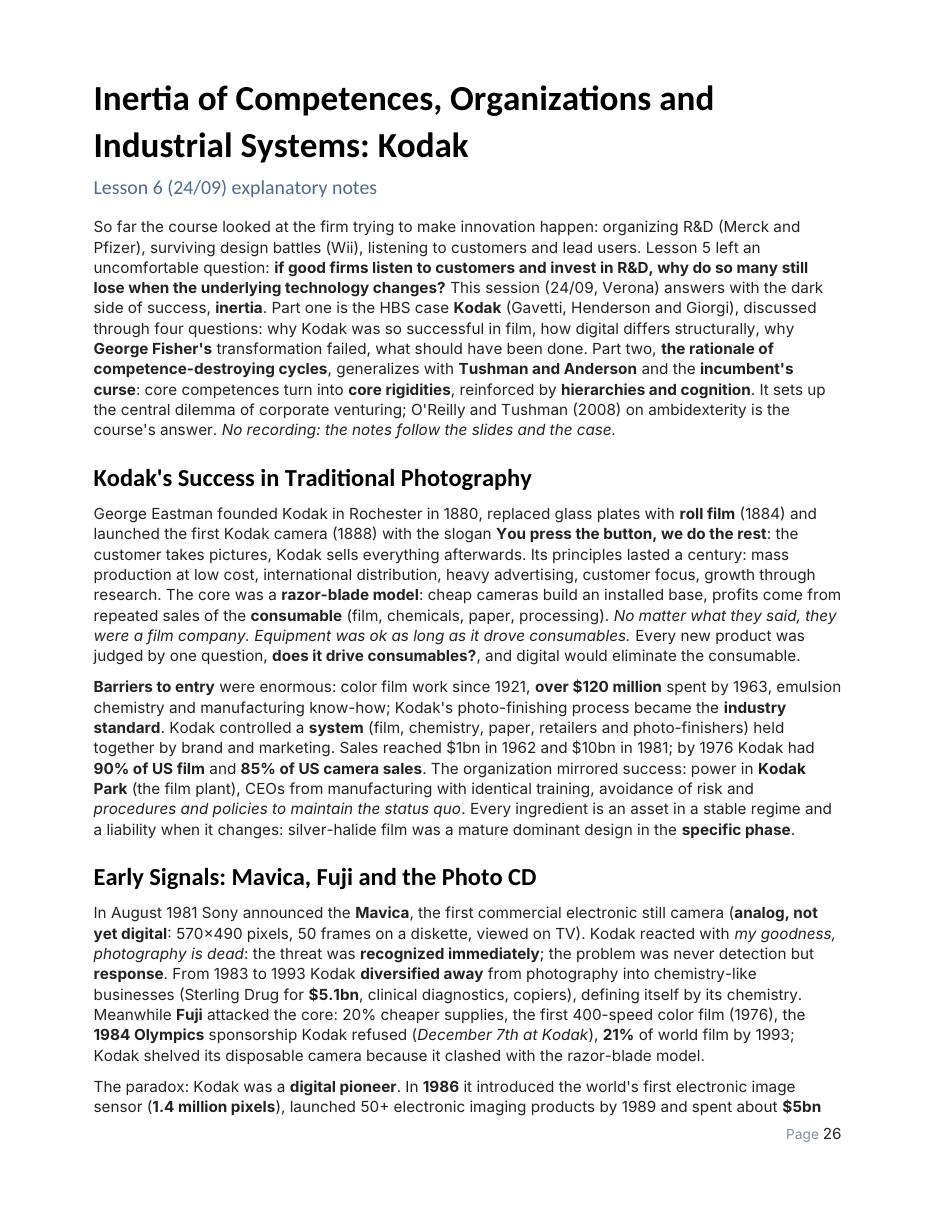 Inertia of Competences, Organizations and
Industrial Systems: Kodak
Lesson 6 (24/09) explanatory notes
So far the course looked at the firm trying to make innovation happen: organizing R&D (Merck and
Pfizer), surviving design battles (Wii), listening to customers and lead users. Lesson 5 left an
uncomfortable question: if good firms listen to customers and invest in R&D, why do so many still
lose when the underlying technology changes? This session (24/09, Verona) answers with the dark
side of success, inertia. Part one is the HBS case Kodak (Gavetti, Henderson and Giorgi), discussed
through four questions: why Kodak was so successful in film, how digital differs structurally, why
George Fisher's transformation failed, what should have been done. Part two, the rationale of
competence-destroying cycles, generalizes with Tushman and Anderson and the incumbent's
curse: core competences turn into core rigidities, reinforced by hierarchies and cognition. It sets up
the central dilemma of corporate venturing; O'Reilly and Tushman (2008) on ambidexterity is the
course's answer. No recording: the notes follow the slides and the case.
Kodak's Success in Traditional Photography
George Eastman founded Kodak in Rochester in 1880, replaced glass plates with roll film (1884) and
launched the first Kodak camera (1888) with the slogan You press the button, we do the rest: the
customer takes pictures, Kodak sells everything afterwards. Its principles lasted a century: mass
production at low cost, international distribution, heavy advertising, customer focus, growth through
research. The core was a razor-blade model: cheap cameras build an installed base, profits come from
repeated sales of the consumable (film, chemicals, paper, processing). No matter what they said, they
were a film company. Equipment was ok as long as it drove consumables. Every new product was
judged by one question, does it drive consumables?, and digital would eliminate the consumable.
Barriers to entry were enormous: color film work since 1921, over $120 million spent by 1963, emulsion
chemistry and manufacturing know-how; Kodak's photo-finishing process became the industry
standard. Kodak controlled a system (film, chemistry, paper, retailers and photo-finishers) held
together by brand and marketing. Sales reached $1bn in 1962 and $10bn in 1981; by 1976 Kodak had
90% of US film and 85% of US camera sales. The organization mirrored success: power in Kodak
Park (the film plant), CEOs from manufacturing with identical training, avoidance of risk and
procedures and policies to maintain the status quo. Every ingredient is an asset in a stable regime and
a liability when it changes: silver-halide film was a mature dominant design in the specific phase.
Early Signals: Mavica, Fuji and the Photo CD
In August 1981 Sony announced the Mavica, the first commercial electronic still camera (analog, not
yet digital: 570×490 pixels, 50 frames on a diskette, viewed on TV). Kodak reacted with my goodness,
photography is dead: the threat was recognized immediately; the problem was never detection but
response. From 1983 to 1993 Kodak diversified away from photography into chemistry-like
businesses (Sterling Drug for $5.1bn, clinical diagnostics, copiers), defining itself by its chemistry.
Meanwhile Fuji attacked the core: 20% cheaper supplies, the first 400-speed color film (1976), the
1984 Olympics sponsorship Kodak refused (December 7th at Kodak), 21% of world film by 1993;
Kodak shelved its disposable camera because it clashed with the razor-blade model.
The paradox: Kodak was a digital pioneer. In 1986 it introduced the world's first electronic image
sensor (1.4 million pixels), launched 50+ electronic imaging products by 1989 and spent about $5bn
Page 26